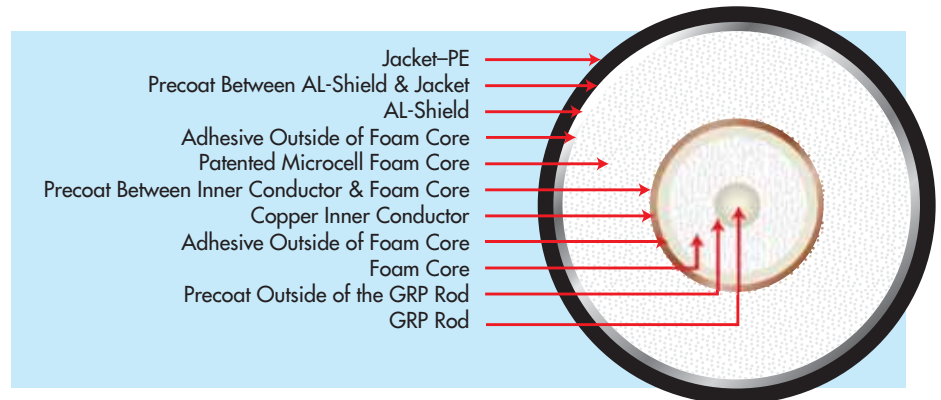 Jacket–PE
Precoat Between AL-Shield & Jacket
AL-Shield
Adhesive Outside of Foam Core
Patented Microcell Foam Core
Precoat Between Inner Conductor & Foam Core
Copper Inner Conductor
Adhesive Outside of Foam Core
Foam Core
Precoat Outside of the GRP Rod
GRP Rod